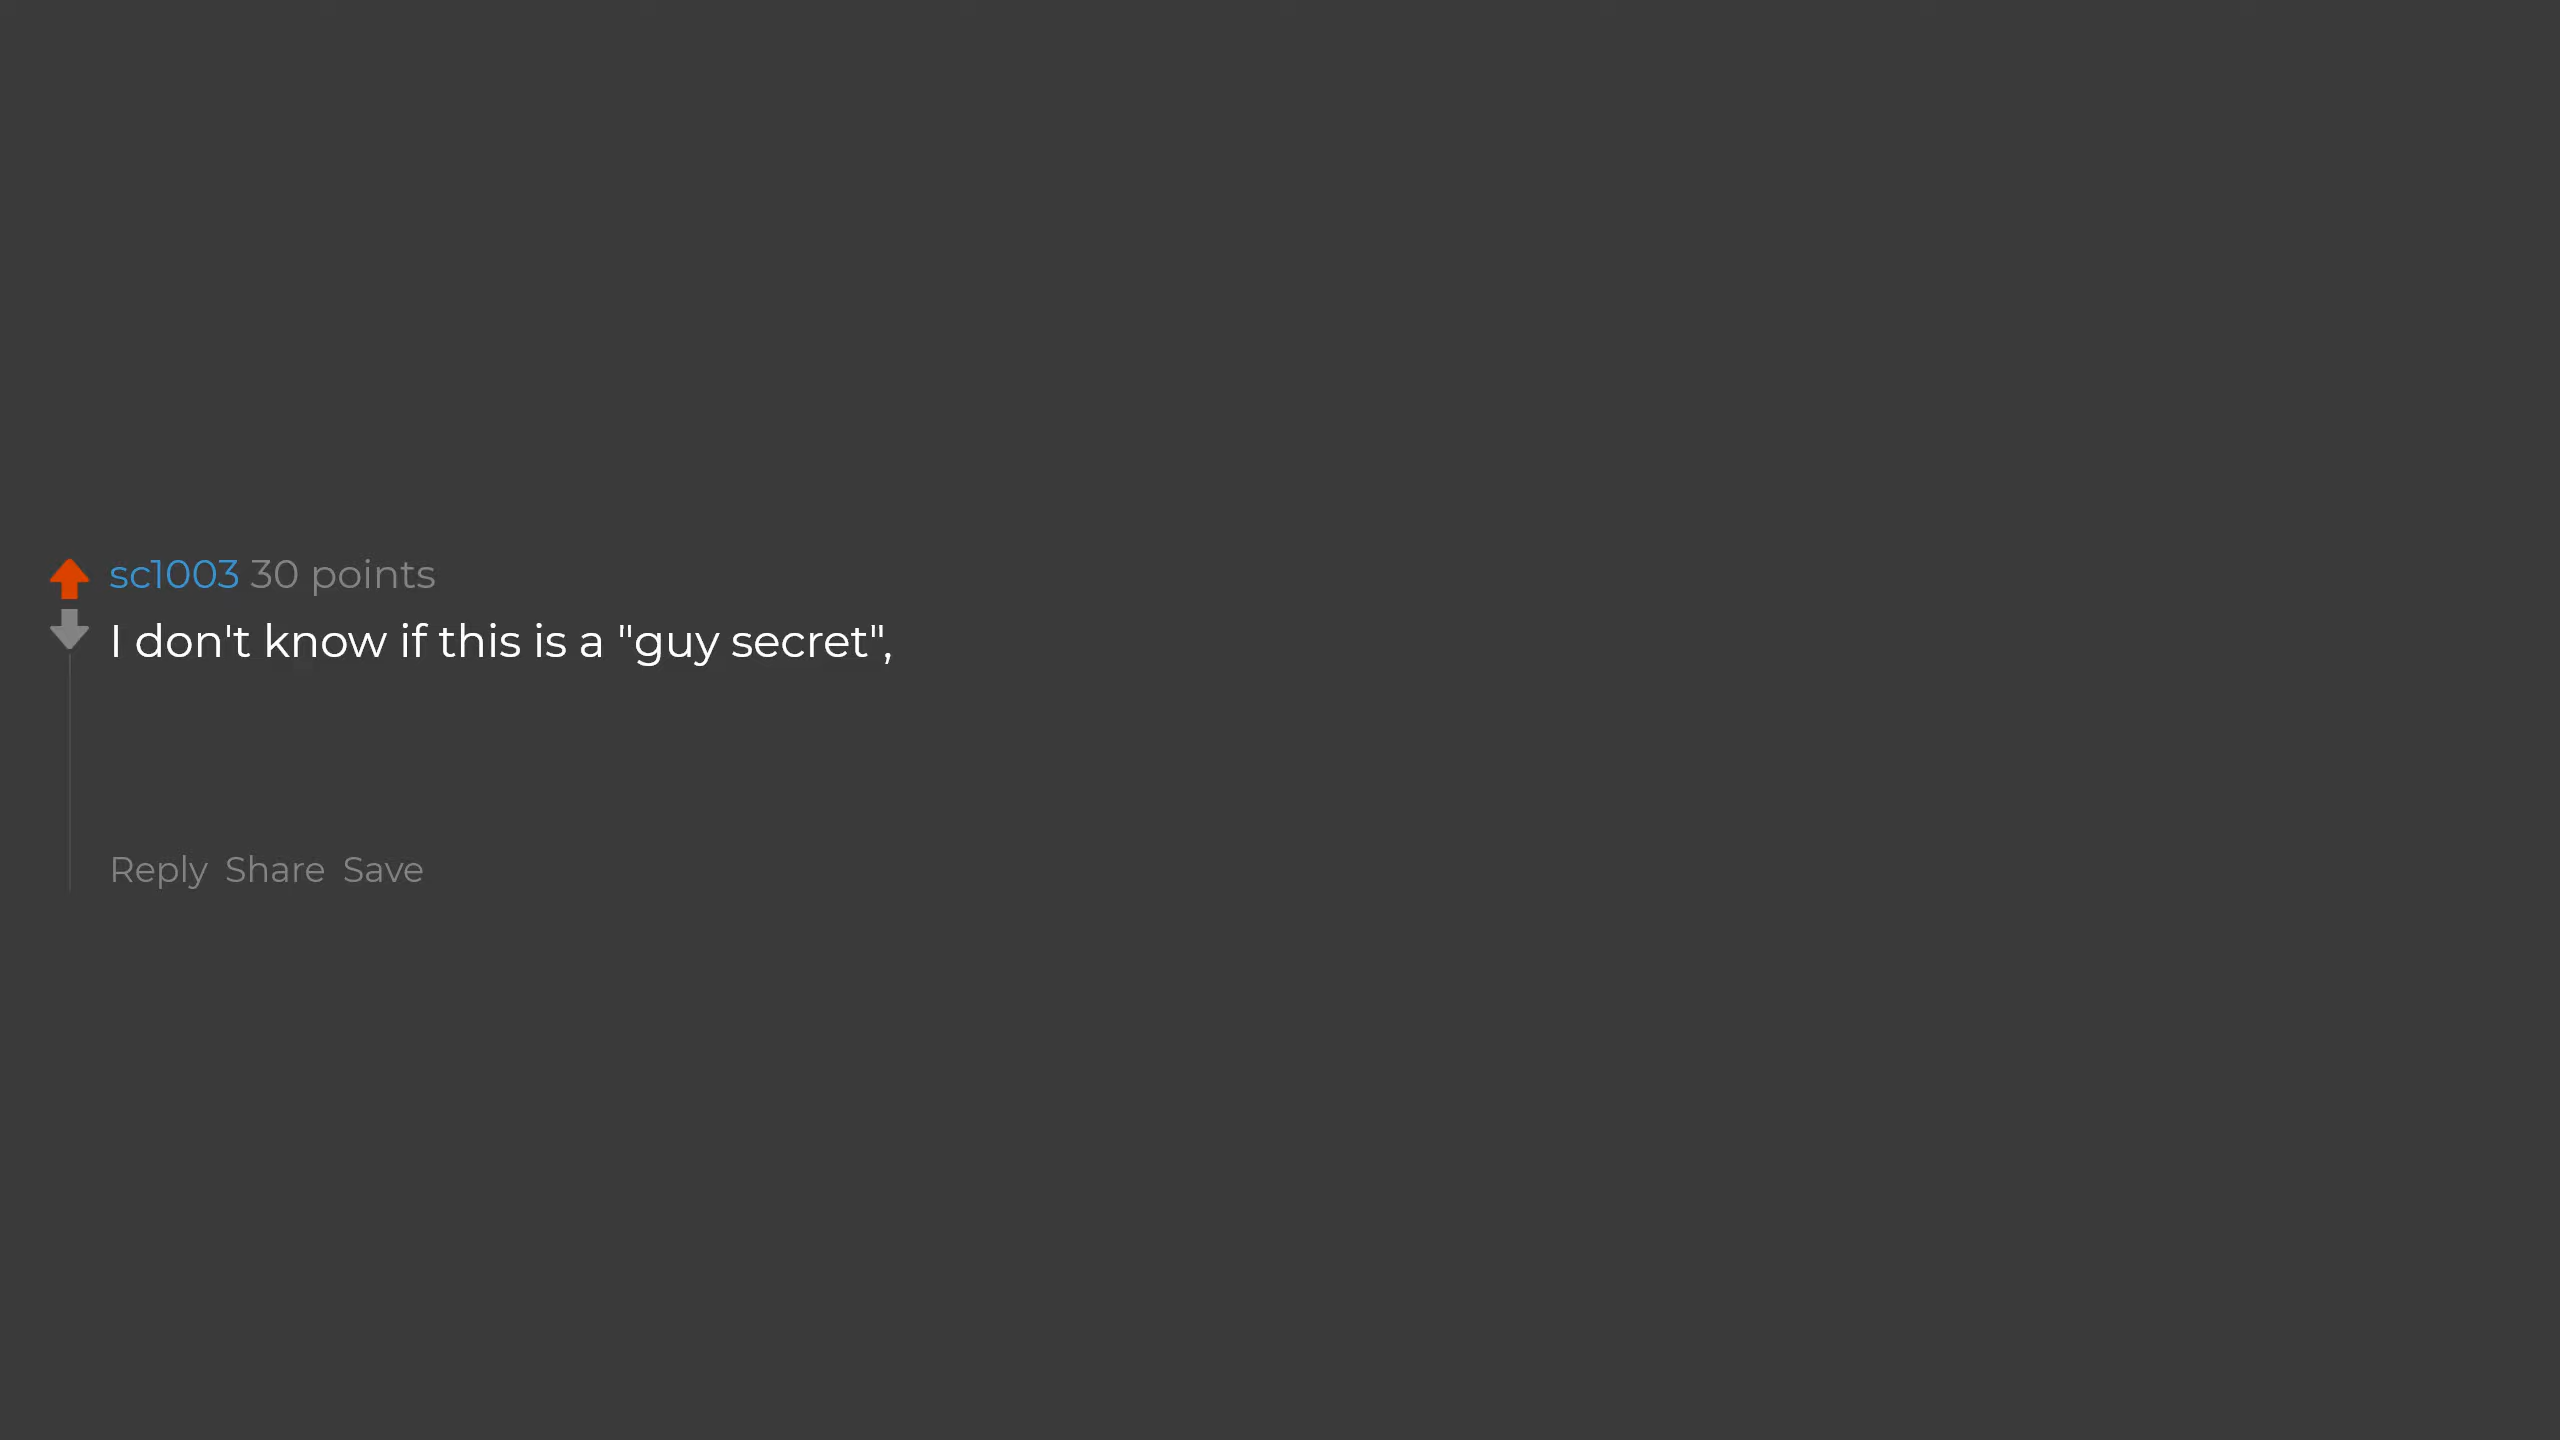 sc1003 30 points
I don't know if this is a "guy secret",
Reply Share Save